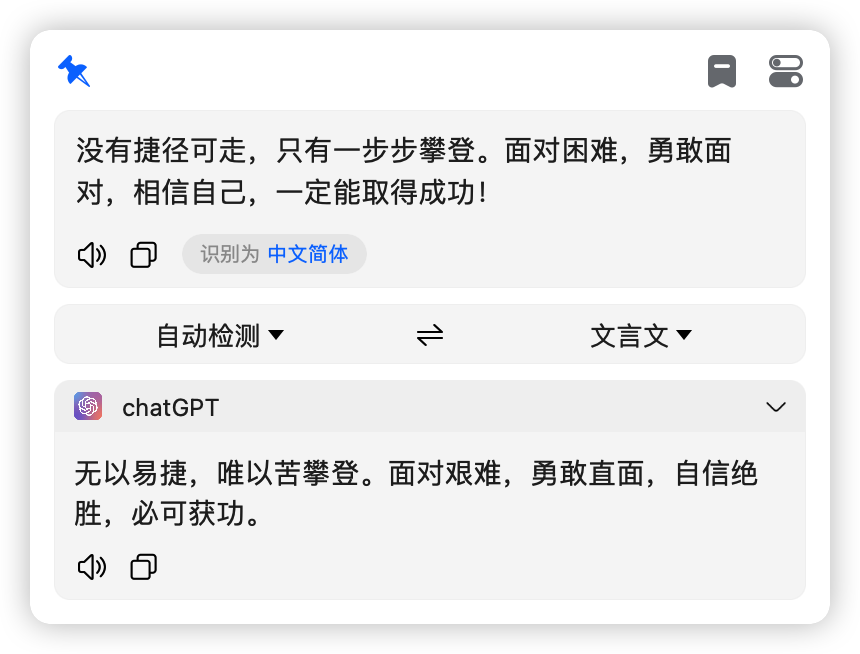 没有捷径可走，只有一步步攀登。面对困难，勇敢面
对，相信自己，一定能取得成功！
识别为 中文简体
自动检测 文言文
chatGPT
无以易捷，唯以苦攀登。面对艰难，勇敢直面，自信绝
胜，必可获功。